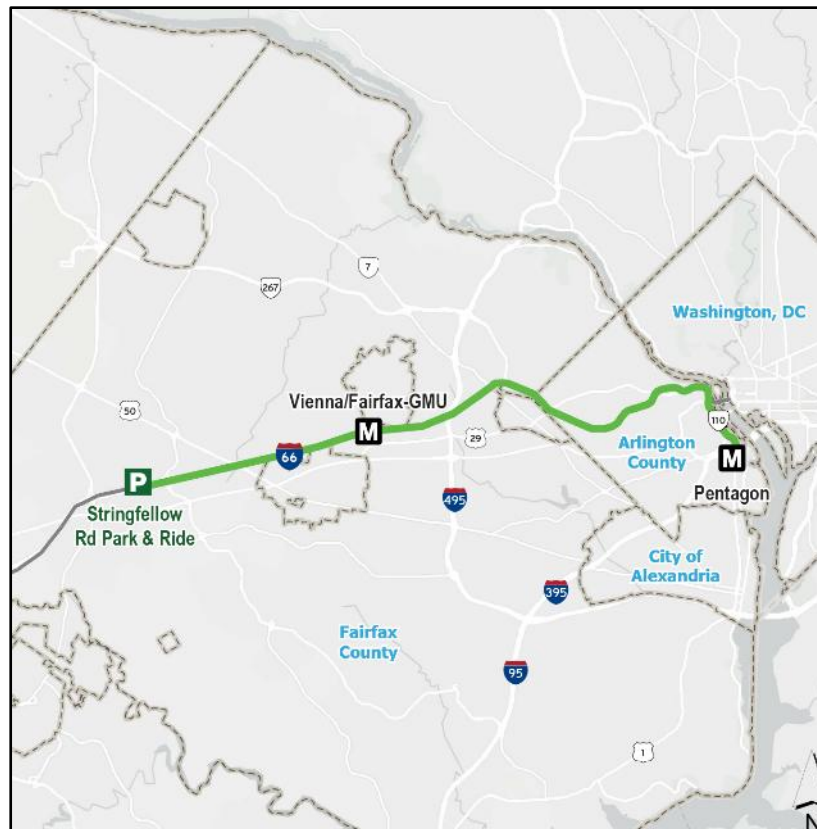 Washington, DC
7
267
Vienna/Fairfax-GMU
M
50
29
110
66
Arlington
County
M
Pentagon
P
Stringfellow
Rd Park & Ride
495
City of
Alexandria
395
Fairfax
County
95
1
N